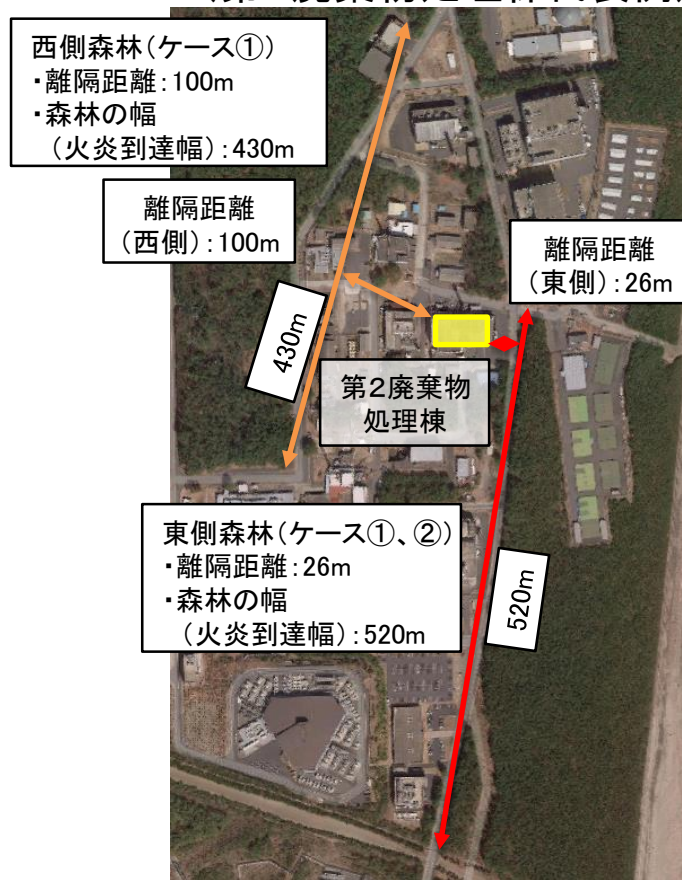 西側森林(ケース①)
・離隔距離:100m
・森林の幅
(火炎到達幅):430m
離隔距離
(西側):100m
離隔距離
(東側):26m
430m
第2廃棄物
処理棟
東側森林(ケース①、②)
・離隔距離:26m
・森林の幅
(火炎到達幅):520m
520m